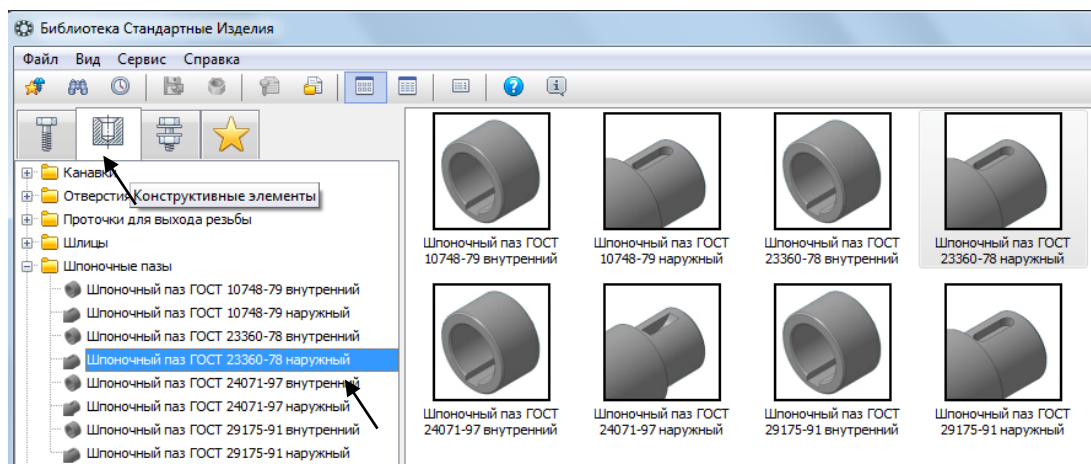 Библиотека Стандартные Изделия
Файл Вид Сервис Справка
Канавки
Отверстия
Конструктивные элементы
Проточки для выхода резьбы
Шлицы
Шпоночные пазы
Шпоночный паз ГОСТ 10748-79 внутренний
Шпоночный паз ГОСТ 10748-79 наружный
Шпоночный паз ГОСТ 23360-78 внутренний
Шпоночный паз ГОСТ 23360-78 наружный
Шпоночный паз ГОСТ 24071-97 внутренний
Шпоночный паз ГОСТ 24071-97 наружный
Шпоночный паз ГОСТ 29175-91 внутренний
Шпоночный паз ГОСТ 29175-91 наружный
Шпоночный паз ГОСТ
10748-79 внутренний
Шпоночный паз ГОСТ
10748-79 наружный
Шпоночный паз ГОСТ
23360-78 внутренний
Шпоночный паз ГОСТ
23360-78 наружный
Шпоночный паз ГОСТ
24071-97 внутренний
Шпоночный паз ГОСТ
24071-97 наружный
Шпоночный паз ГОСТ
29175-91 внутренний
Шпоночный паз ГОСТ
29175-91 наружный